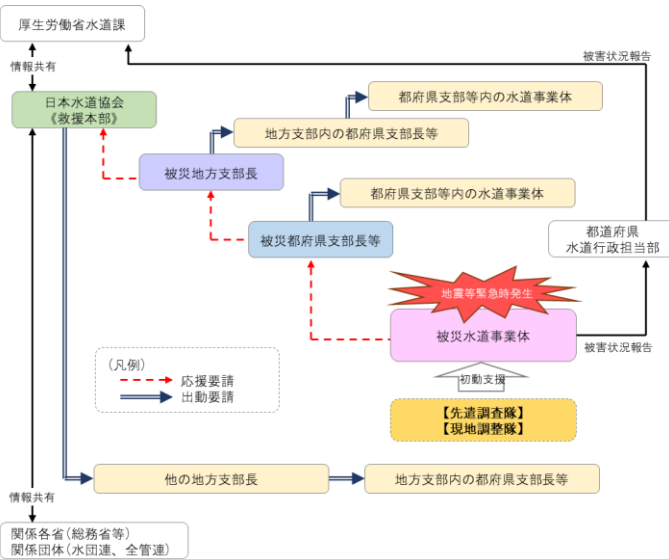 厚生労働省水道課
被害状況報告
情報共有
日本水道協会
《救援本部》
都府県支部等内の水道事業体
地方支部内の都府県支部長等
被災地方支部長
都府県支部等内の水道事業体
被災都府県支部長等
都道府県
水道行政担当部
地震等緊急時発生
被災水道事業体
被害状況報告
(凡例)
応援要請
出動要請
初動支援
【先遣調査隊】
【現地調整隊】
他の地方支部長
地方支部内の都府県支部長等
情報共有
関係各省(総務省等)
関係団体(水団連、全管連)